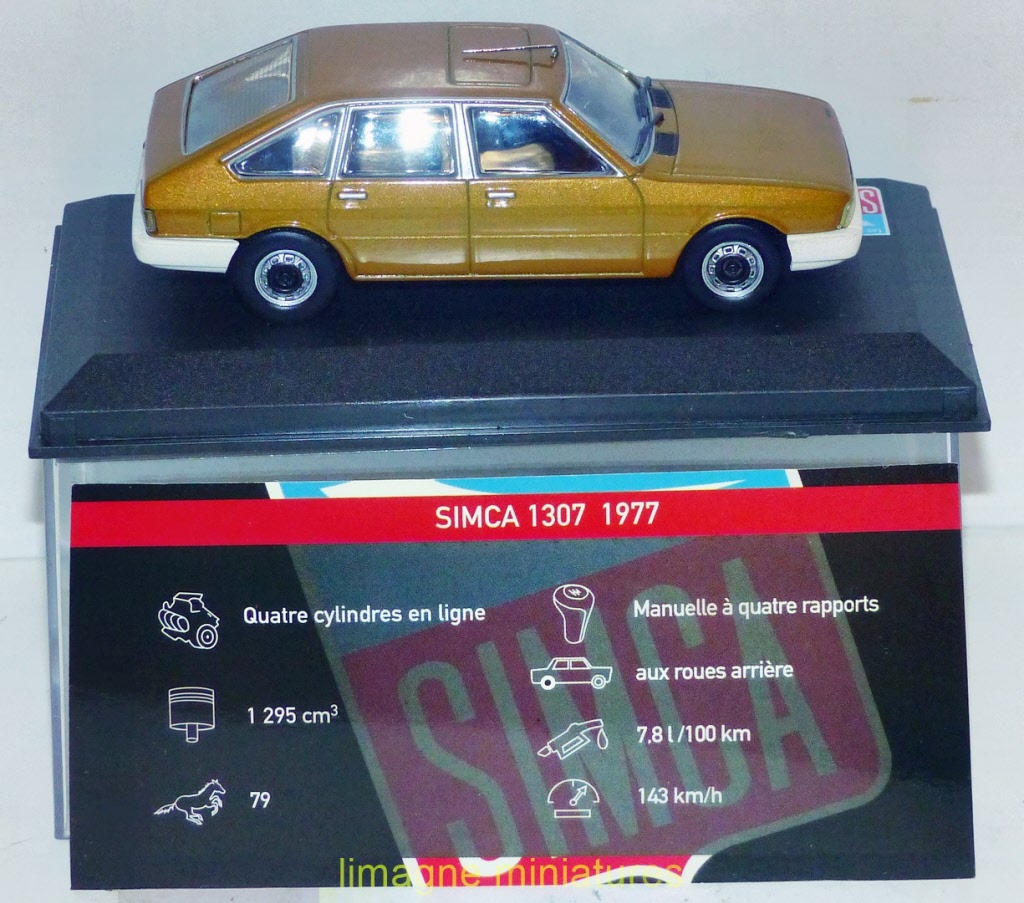 S
SIMCA 1307 1977
Quatre cylindres en ligne
Manuelle à quatre rapports
aux roues arrière
1 295 cm³
7,8 l /100 km
79
143 km/h
SIMCA
limagne miniatures